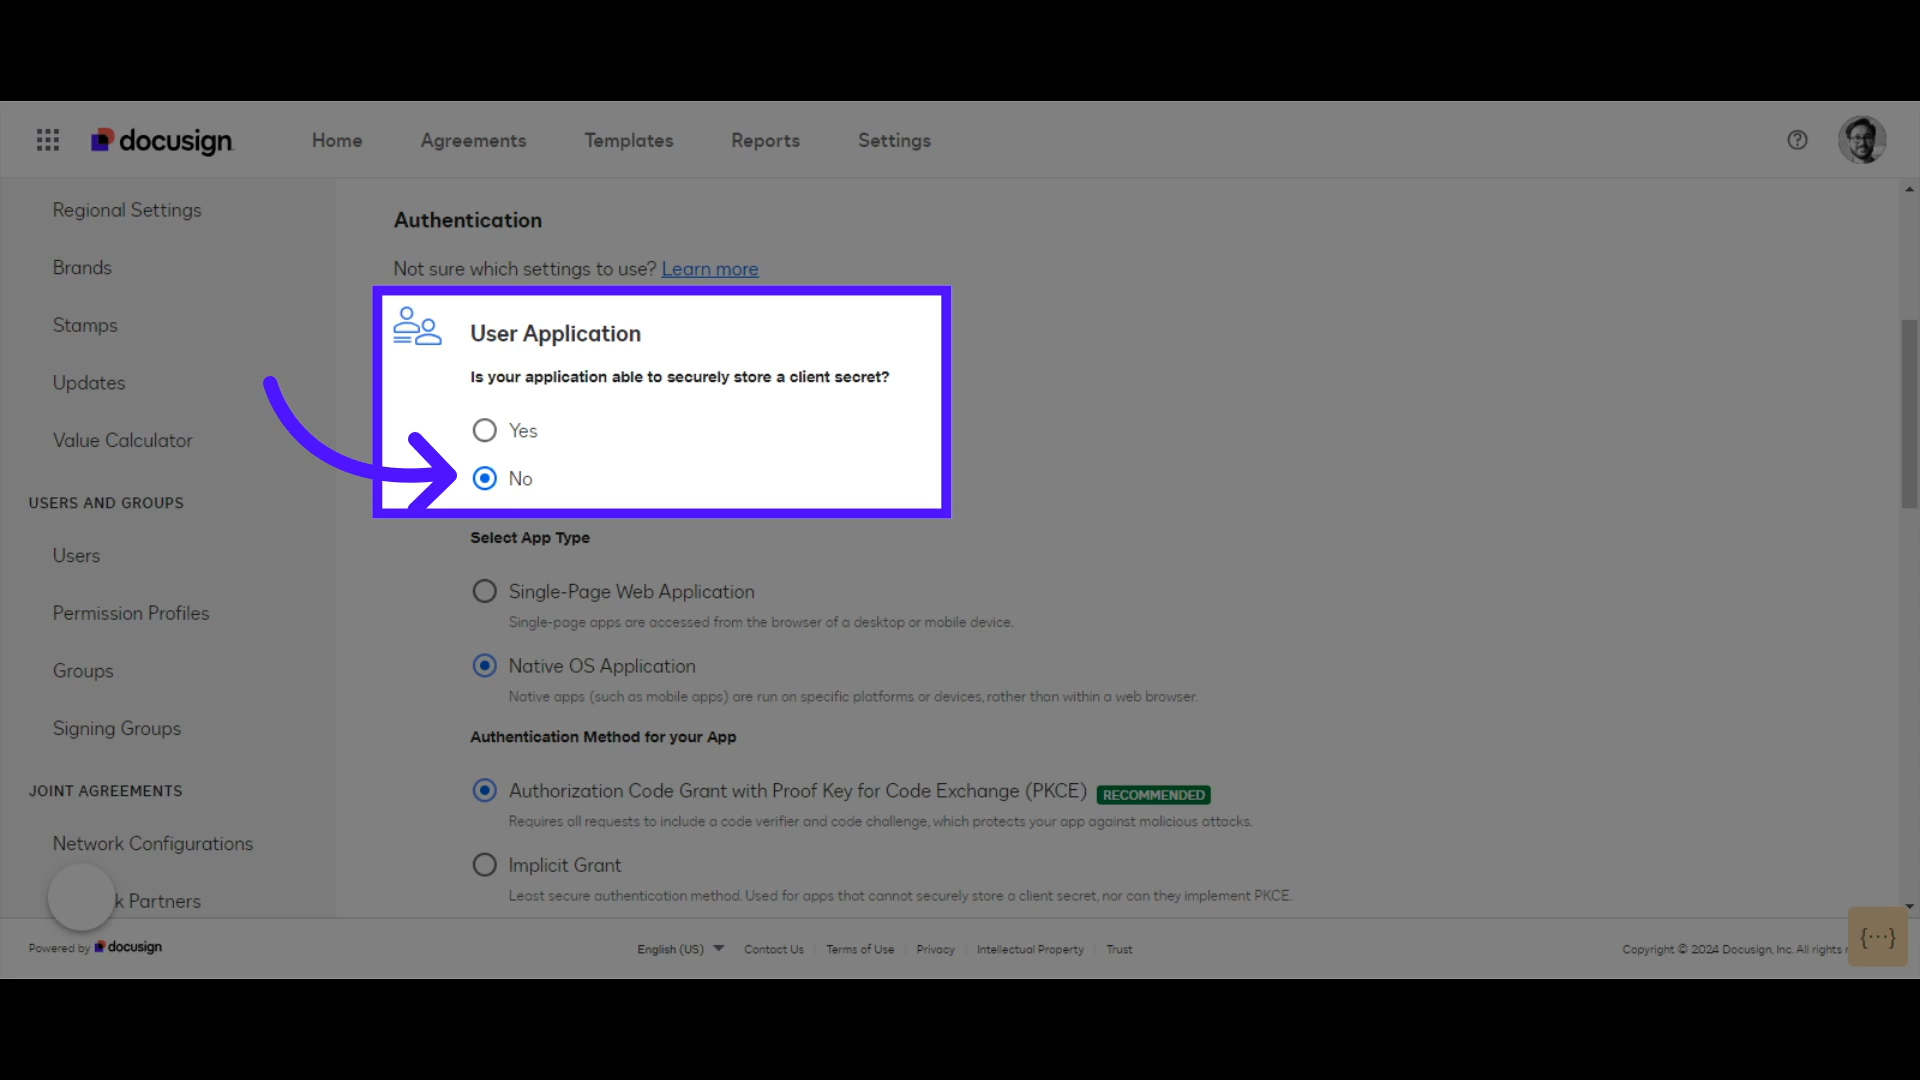 docusign
Home
Agreements
Templates
Reports
Settings
Regional Settings
Brands
Stamps
Updates
Value Calculator
USERS AND GROUPS
Users
Permission Profiles
Groups
Signing Groups
JOINT AGREEMENTS
Network Configurations
k Partners
Authentication
Not sure which settings to use? Learn more
User Application
Is your application able to securely store a client secret?
Yes
No
Select App Type
Single-Page Web Application
Single-page apps are accessed from the browser of a desktop or mobile device.
Native OS Application
Native apps (such as mobile apps) are run on specific platforms or devices, rather than within a web browser.
Authentication Method for your App
Authorization Code Grant with Proof Key for Code Exchange (PKCE) RECOMMENDED
Requires all requests to include a code verifier and code challenge, which protects your app against malicious attacks.
Implicit Grant
Least secure authentication method. Used for apps that cannot securely store a client secret, nor can they implement PKCE.
Powered by docusign
English (US)
Contact Us
Terms of Use
Privacy
Intellectual Property
Trust
Copyright © 2024 Docusign, Inc. All rights
{···}